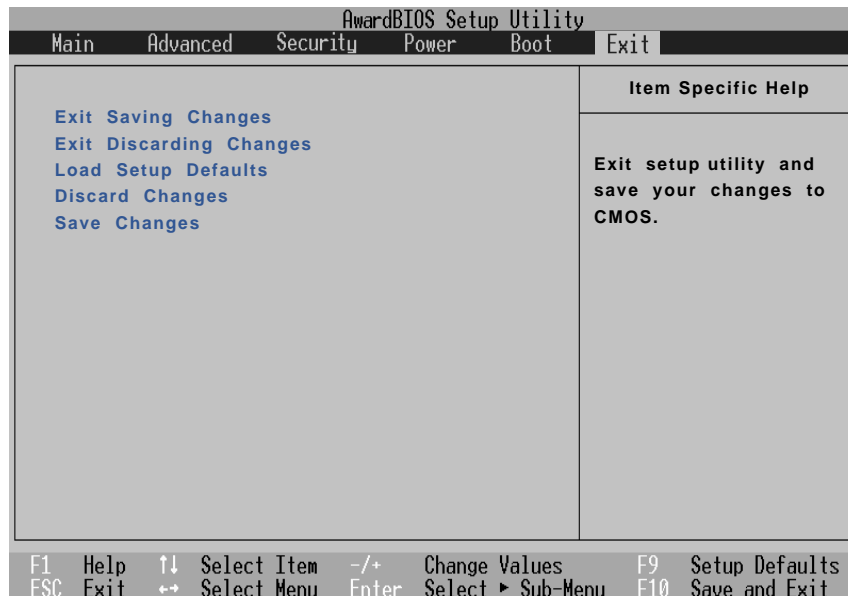 AwardBIOS Setup Utility
Main Advanced Security Power Boot Exit
Exit Saving Changes
Exit Discarding Changes
Load Setup Defaults
Discard Changes
Save Changes
Item Specific Help
Exit setup utility and
save your changes to
CMOS.
F1 Help ↑↓ Select Item -/+ Change Values F9 Setup Defaults
ESC Exit ←→ Select Menu Enter Select ► Sub-Menu F10 Save and Exit